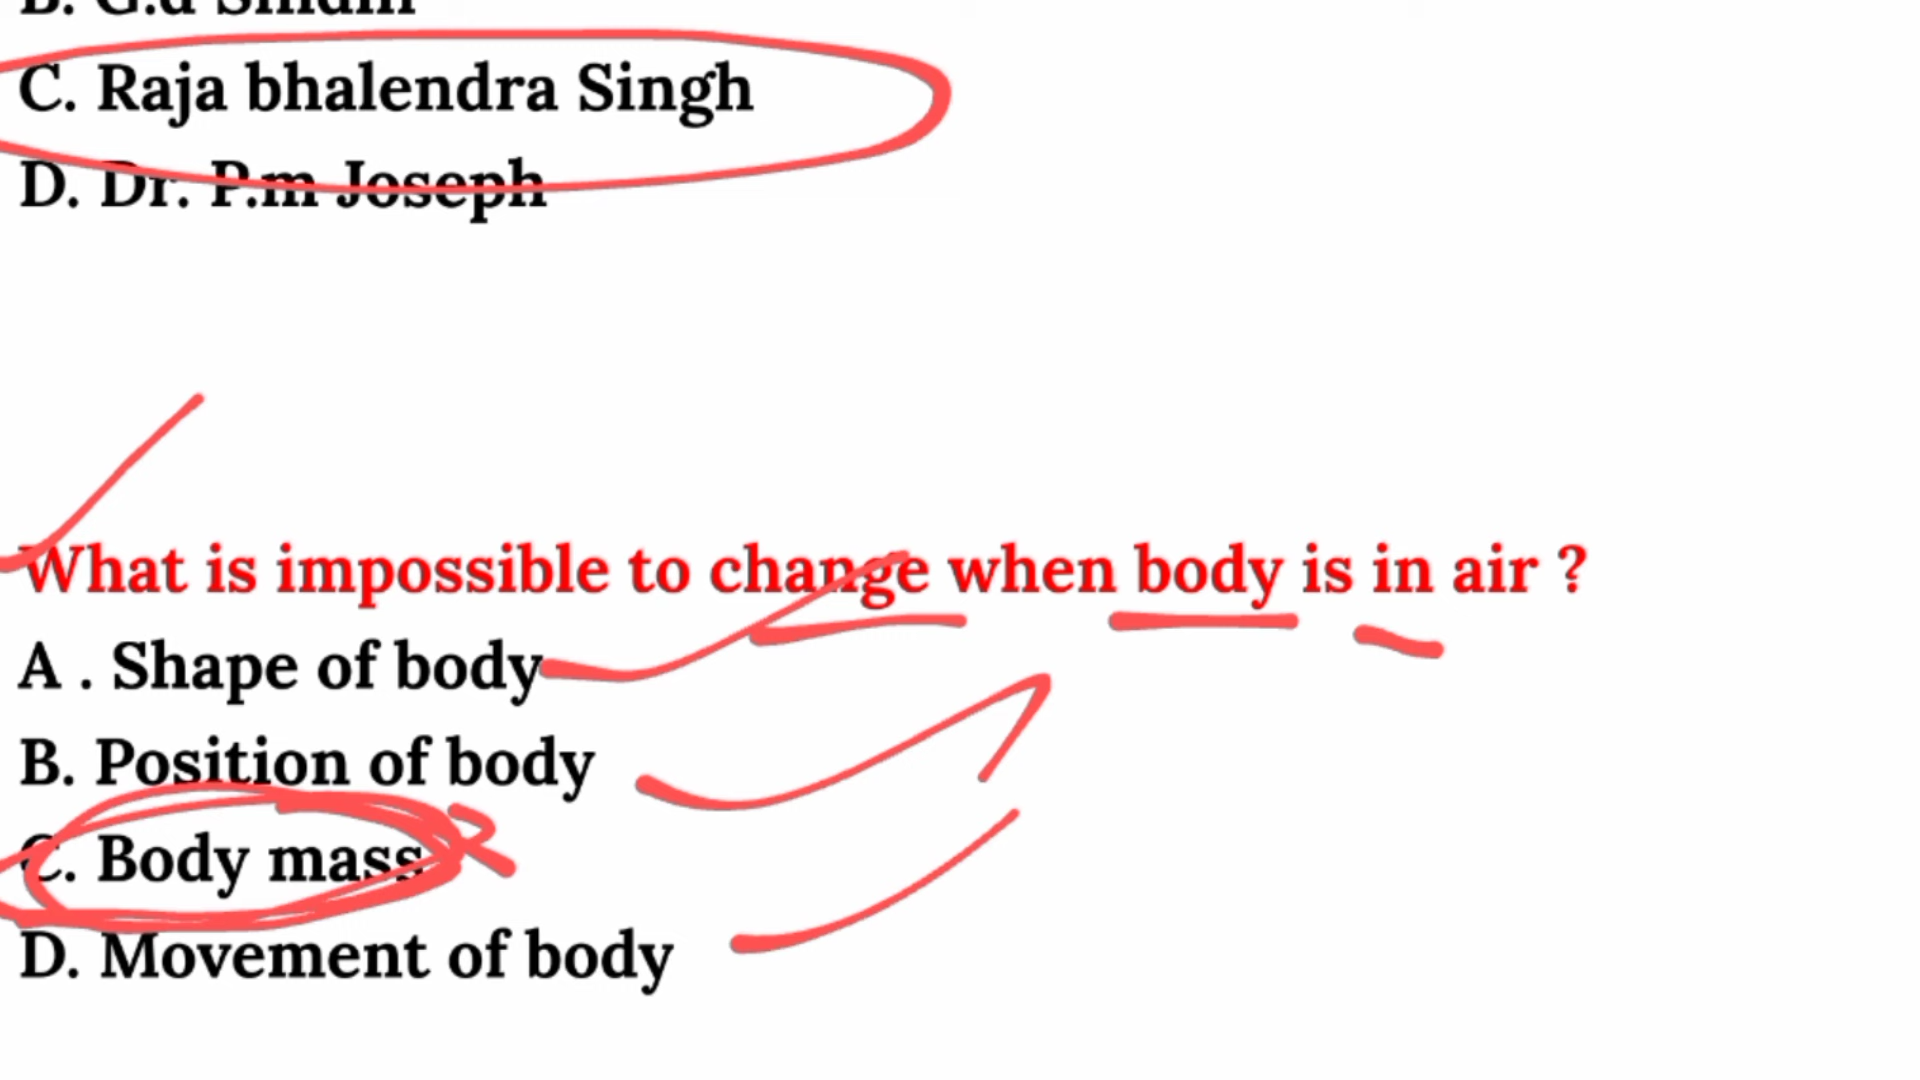 C. Raja bhalendra Singh
D. Dr. P.m Joseph
What is impossible to change when body is in air ?
A . Shape of body
B. Position of body
C. Body mass
D. Movement of body